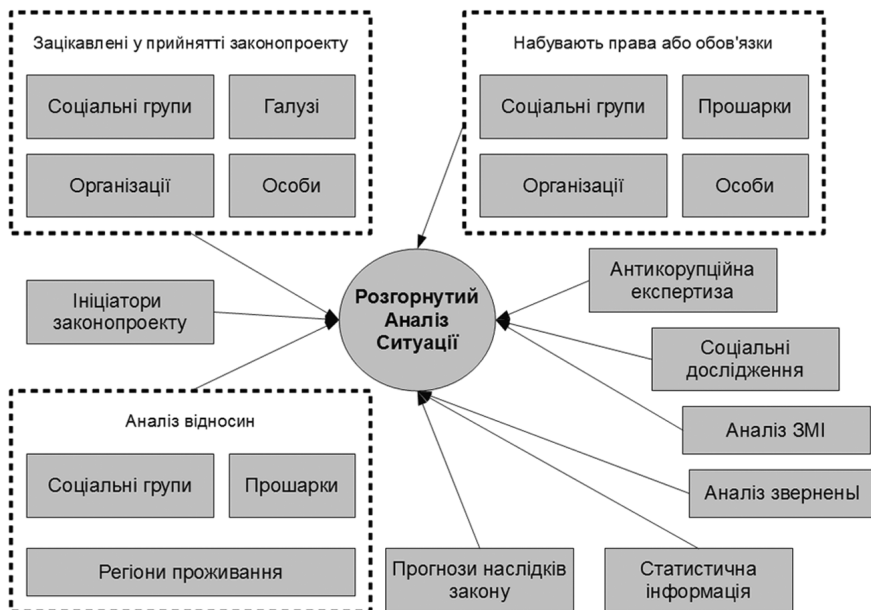 Зацікавлені у прийнятті законопроекту
Соціальні групи
Галузі
Організації
Особи
Набувають права або обов'язки
Соціальні групи
Прошарки
Організації
Особи
Ініціатори
законопроекту
Розгорнутий
Аналіз
Ситуації
Антикорупційна
експертиза
Соціальні
дослідження
Аналіз ЗМІ
Аналіз зверненЫ
Аналіз відносин
Соціальні групи
Прошарки
Регіони проживання
Прогнози наслідків
закону
Статистична
інформація